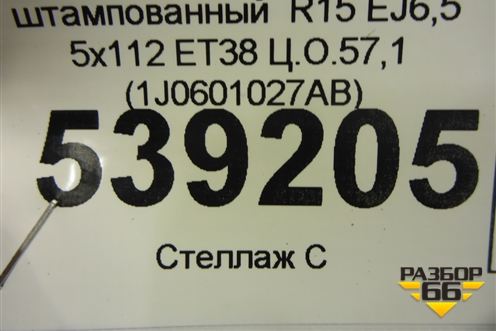 штампованный R15 EJ6,5
5x112 ET38 Ц.О.57,1
(1J0601027AB)
539205
Стеллаж С
РАЗБОР
66